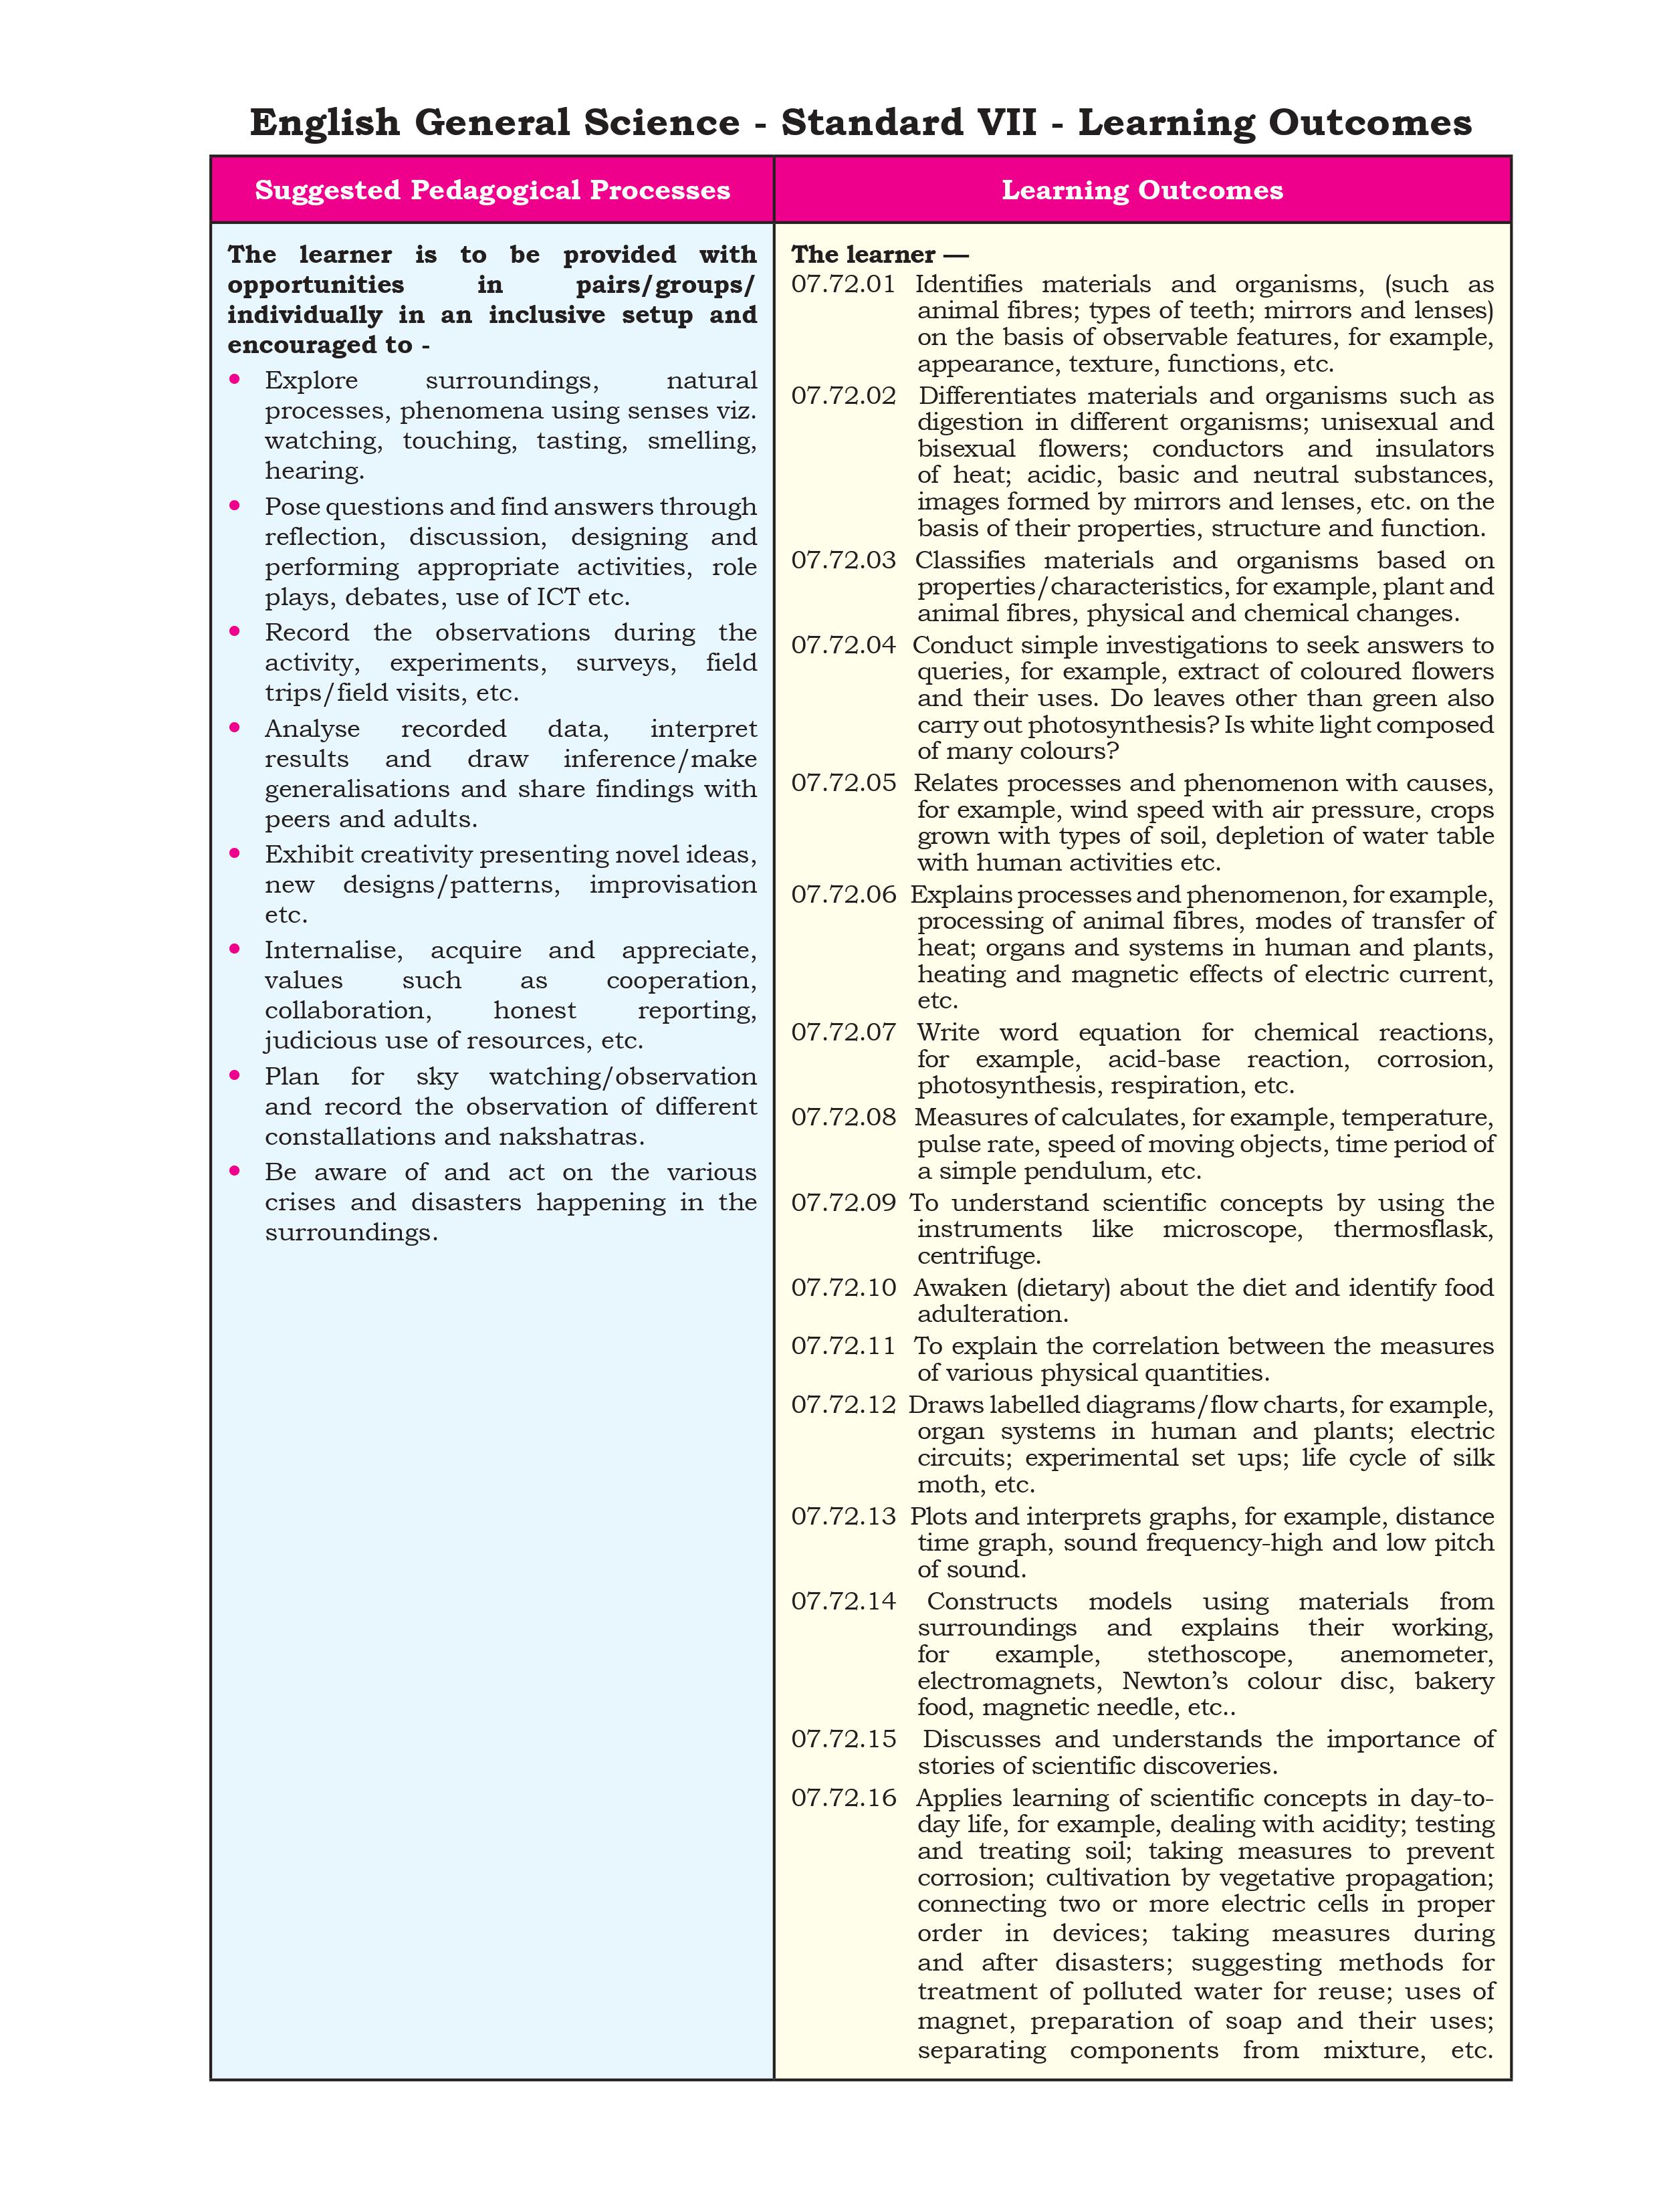 English General Science - Standard VII - Learning Outcomes
Suggested Pedagogical Processes
The learner is to be provided with
opportunities in pairs/groups/
individually in an inclusive setup and
encouraged to -
• Explore surroundings, natural
processes, phenomena using senses viz.
watching, touching, tasting, smelling,
hearing.
• Pose questions and find answers through
reflection, discussion, designing and
performing appropriate activities, role
plays, debates, use of ICT etc.
• Record the observations during the
activity, experiments, surveys, field
trips/field visits, etc.
• Analyse recorded data, interpret
results and draw inference/make
generalisations and share findings with
peers and adults.
• Exhibit creativity presenting novel ideas,
new designs/patterns, improvisation
etc.
• Internalise, acquire and appreciate,
values such as cooperation,
collaboration, honest reporting,
judicious use of resources, etc.
• Plan for sky watching/observation
and record the observation of different
constallations and nakshatras.
• Be aware of and act on the various
crises and disasters happening in the
surroundings.
Learning Outcomes
The learner —
07.72.01 Identifies materials and organisms, (such as
animal fibres; types of teeth; mirrors and lenses)
on the basis of observable features, for example,
appearance, texture, functions, etc.
07.72.02 Differentiates materials and organisms such as
digestion in different organisms; unisexual and
bisexual flowers; conductors and insulators
of heat; acidic, basic and neutral substances,
images formed by mirrors and lenses, etc. on the
basis of their properties, structure and function.
07.72.03 Classifies materials and organisms based on
properties/characteristics, for example, plant and
animal fibres, physical and chemical changes.
07.72.04 Conduct simple investigations to seek answers to
queries, for example, extract of coloured flowers
and their uses. Do leaves other than green also
carry out photosynthesis? Is white light composed
of many colours?
07.72.05 Relates processes and phenomenon with causes,
for example, wind speed with air pressure, crops
grown with types of soil, depletion of water table
with human activities etc.
07.72.06 Explains processes and phenomenon, for example,
processing of animal fibres, modes of transfer of
heat; organs and systems in human and plants,
heating and magnetic effects of electric current,
etc.
07.72.07 Write word equation for chemical reactions,
for example, acid-base reaction, corrosion,
photosynthesis, respiration, etc.
07.72.08 Measures of calculates, for example, temperature,
pulse rate, speed of moving objects, time period of
a simple pendulum, etc.
07.72.09 To understand scientific concepts by using the
instruments like microscope, thermosflask,
centrifuge.
07.72.10 Awaken (dietary) about the diet and identify food
adulteration.
07.72.11 To explain the correlation between the measures
of various physical quantities.
07.72.12 Draws labelled diagrams/flow charts, for example,
organ systems in human and plants; electric
circuits; experimental set ups; life cycle of silk
moth, etc.
07.72.13 Plots and interprets graphs, for example, distance
time graph, sound frequency-high and low pitch
of sound.
07.72.14 Constructs models using materials from
surroundings and explains their working,
for example, stethoscope, anemometer,
electromagnets, Newton’s colour disc, bakery
food, magnetic needle, etc..
07.72.15 Discusses and understands the importance of
stories of scientific discoveries.
07.72.16 Applies learning of scientific concepts in day-to-
day life, for example, dealing with acidity; testing
and treating soil; taking measures to prevent
corrosion; cultivation by vegetative propagation;
connecting two or more electric cells in proper
order in devices; taking measures during
and after disasters; suggesting methods for
treatment of polluted water for reuse; uses of
magnet, preparation of soap and their uses;
separating components from mixture, etc.